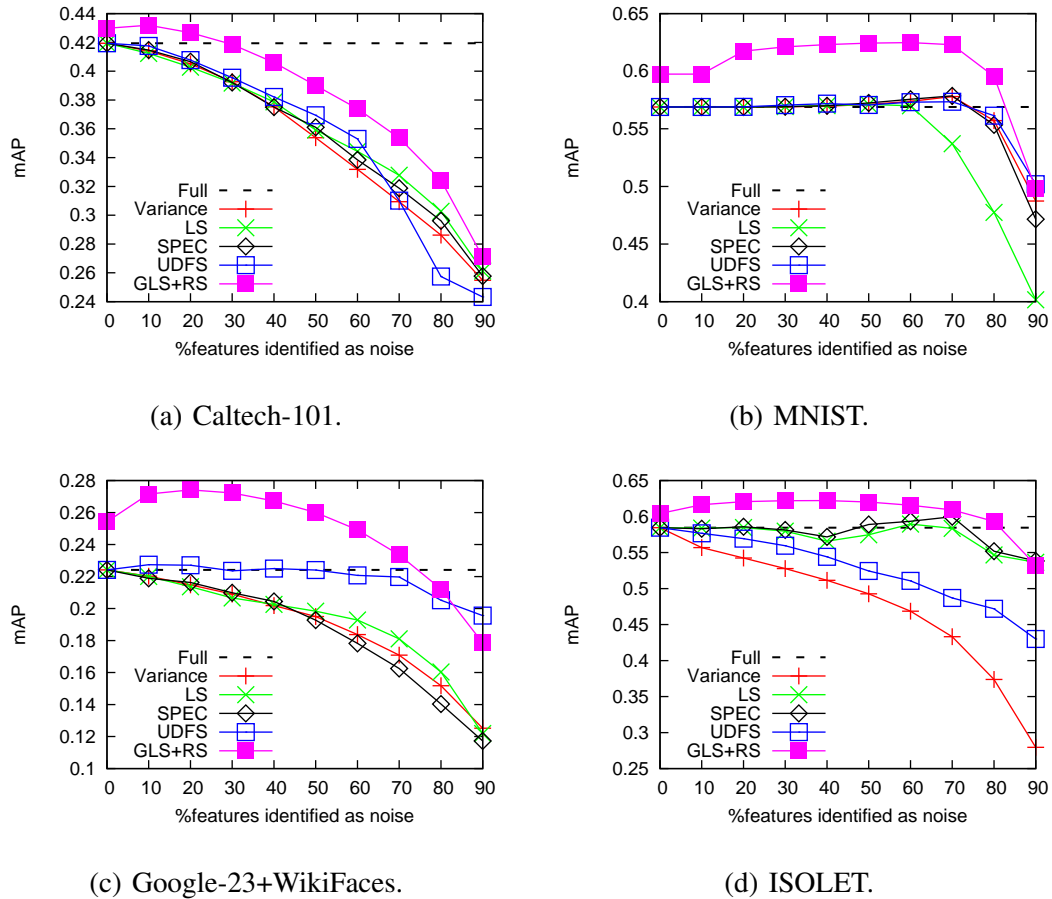 0.44
0.42
0.4
0.38
0.36
0.34
0.32
0.3
0.28
0.26
0.24
mAP
Full
Variance
LS
SPEC
UDFS
GLS+RS
0 10 20 30 40 50 60 70 80 90
%features identified as noise
(a) Caltech-101.
0.65
0.6
0.55
0.5
0.45
0.4
mAP
Full
Variance
LS
SPEC
UDFS
GLS+RS
0 10 20 30 40 50 60 70 80 90
%features identified as noise
(b) MNIST.
0.28
0.26
0.24
0.22
0.2
0.18
0.16
0.14
0.12
0.1
mAP
Full
Variance
LS
SPEC
UDFS
GLS+RS
0 10 20 30 40 50 60 70 80 90
%features identified as noise
(c) Google-23+WikiFaces.
0.65
0.6
0.55
0.5
0.45
0.4
0.35
0.3
0.25
mAP
Full
Variance
LS
SPEC
UDFS
GLS+RS
0 10 20 30 40 50 60 70 80 90
%features identified as noise
(d) ISOLET.